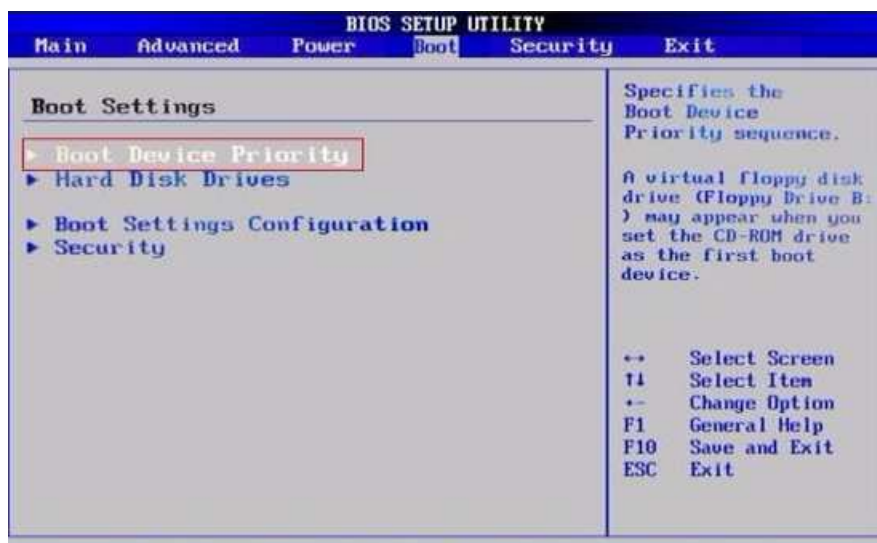 BIOS SETUP UTILITY
Main Advanced Power Boot Security Exit
Boot Settings
▶ Boot Device Priority
▶ Hard Disk Drives
▶ Boot Settings Configuration
▶ Security
Specifies the
Boot Device
Priority sequence.
A virtual floppy disk
drive (Floppy Drive B:
) may appear when you
set the CD-ROM drive
as the first boot
device.
←→ Select Screen
↑↓ Select Item
+- Change Option
F1 General Help
F10 Save and Exit
ESC Exit